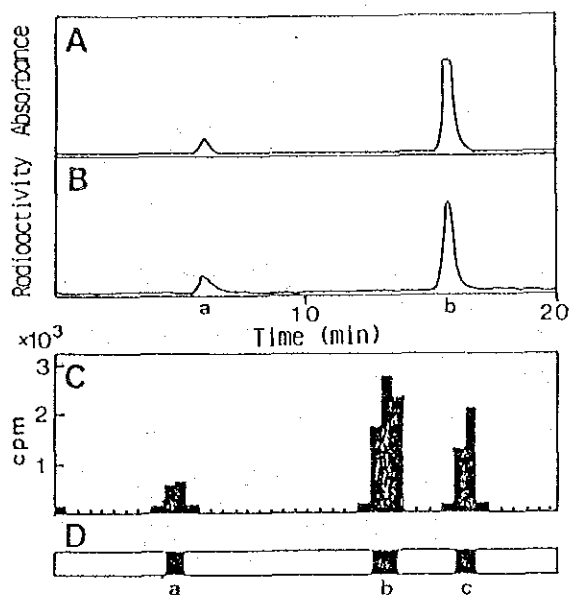 A
Absorbance
B
Radioactivity
a
10
b
20
Time (min)
×10³
C
3
2
1
cpm
D
a
b
c